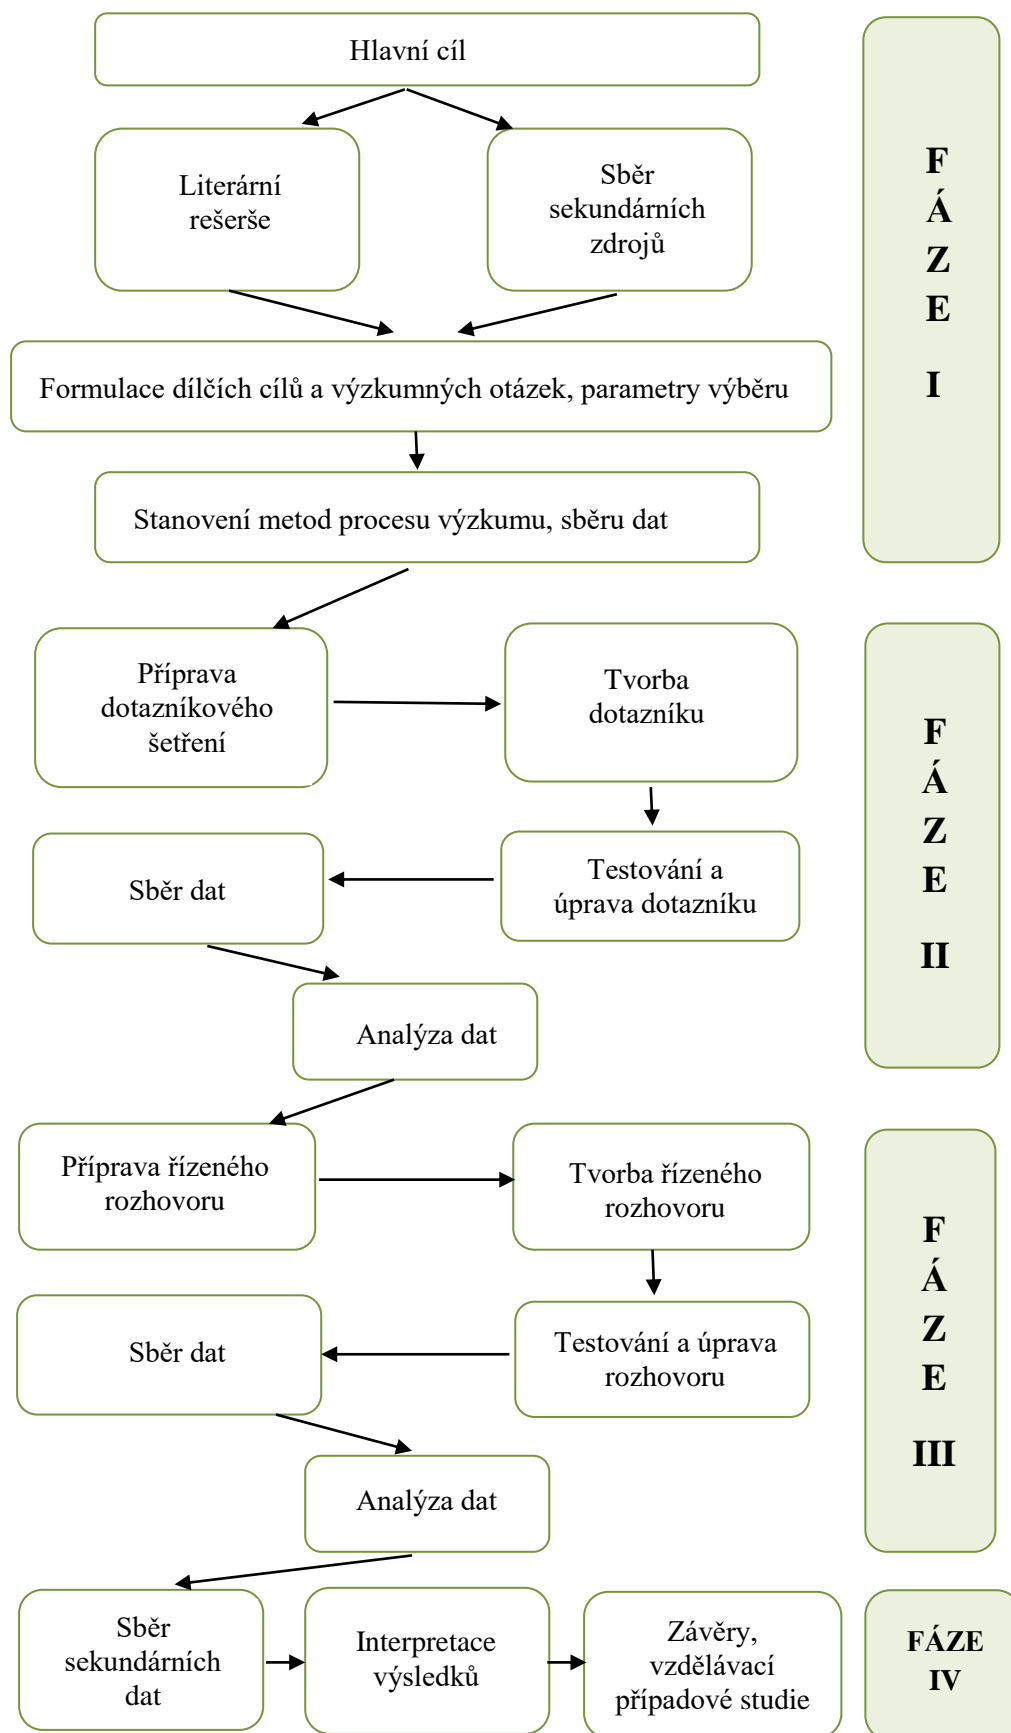 Hlavní cíl
Literární
rešerše
Sběr
sekundárních
zdrojů
Formulace dílčích cílů a výzkumných otázek, parametry výběru
Stanovení metod procesu výzkumu, sběru dat
F
Á
Z
E
I
Příprava
dotazníkového
šetření
Tvorba
dotazníku
Testování a
úprava dotazníku
Sběr dat
Analýza dat
F
Á
Z
E
II
Příprava řízeného
rozhovoru
Tvorba řízeného
rozhovoru
Testování a úprava
rozhovoru
Sběr dat
Analýza dat
F
Á
Z
E
III
Sběr
sekundárních
dat
Interpretace
výsledků
Závěry,
vzdělávací
případové studie
FÁZE
IV